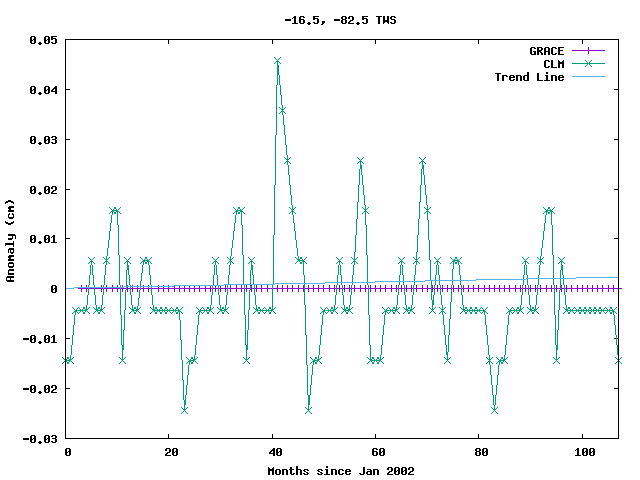 -16.5, -82.5 TWS
0.05
0.04
0.03
0.02
0.01
0
-0.01
-0.02
-0.03
Anomaly (cm)
GRACE
CLM
Trend Line
0 20 40 60 80 100
Months since Jan 2002